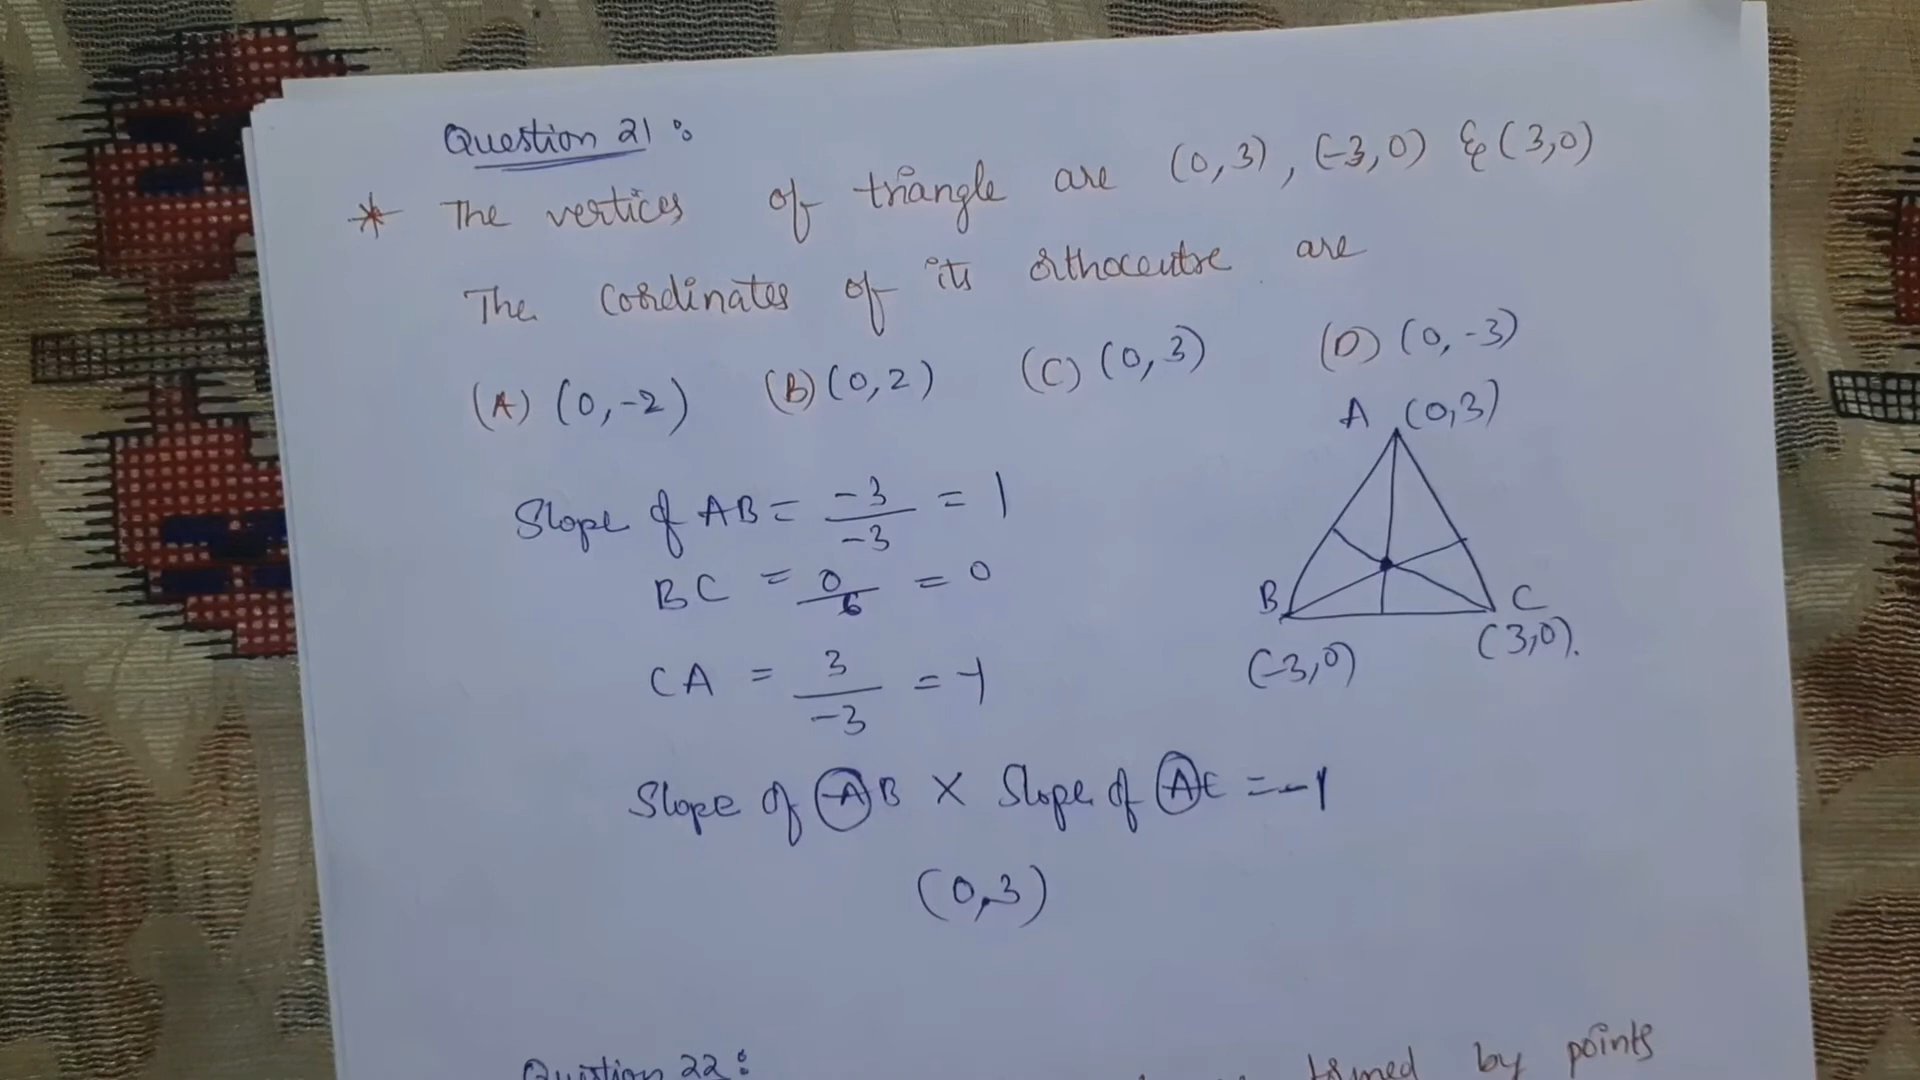 Question 21:
* The vertices of triangle are (0,3), (-3,0) & (3,0)
The coordinates of its orthocentre are
(A) (0,-2) (B) (0,2) (C) (0,3) (D) (0,-3)
A (0,3)
Slope of AB = -3/-3 = 1
BC = 0/6 = 0
B C
(-3,0) (3,0).
CA = 3/-3 = -1
Slope of AB × Slope of AC = -1
(0,3)
Question 22:
by points